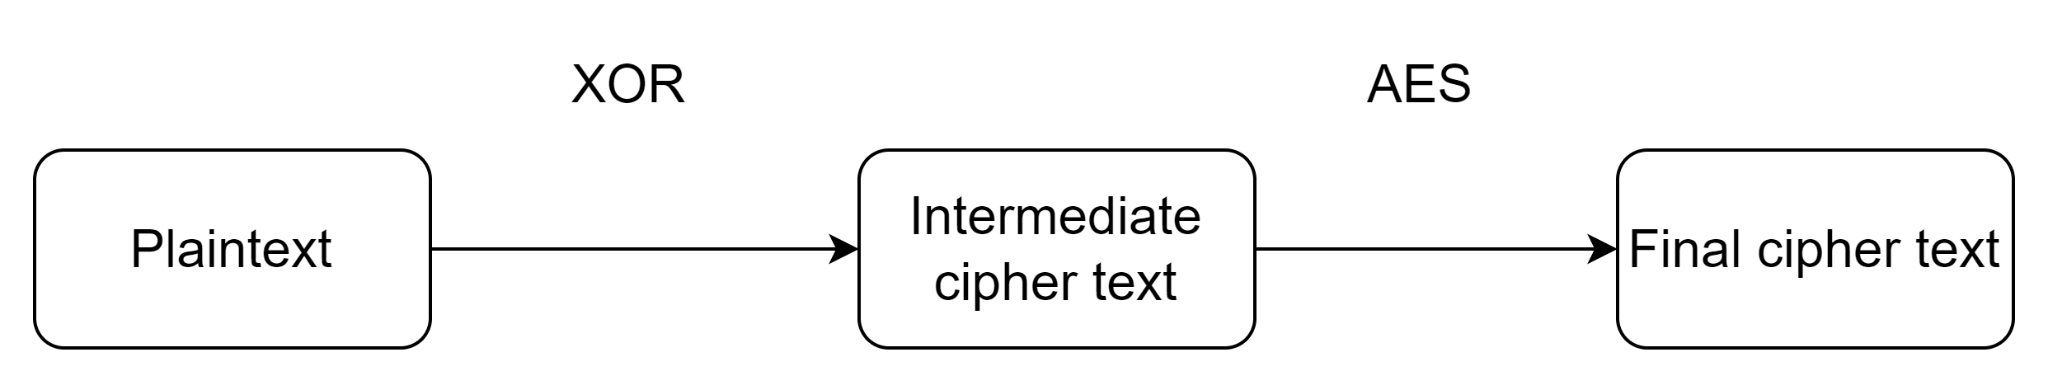 XOR
AES
Plaintext
Intermediate
cipher text
Final cipher text